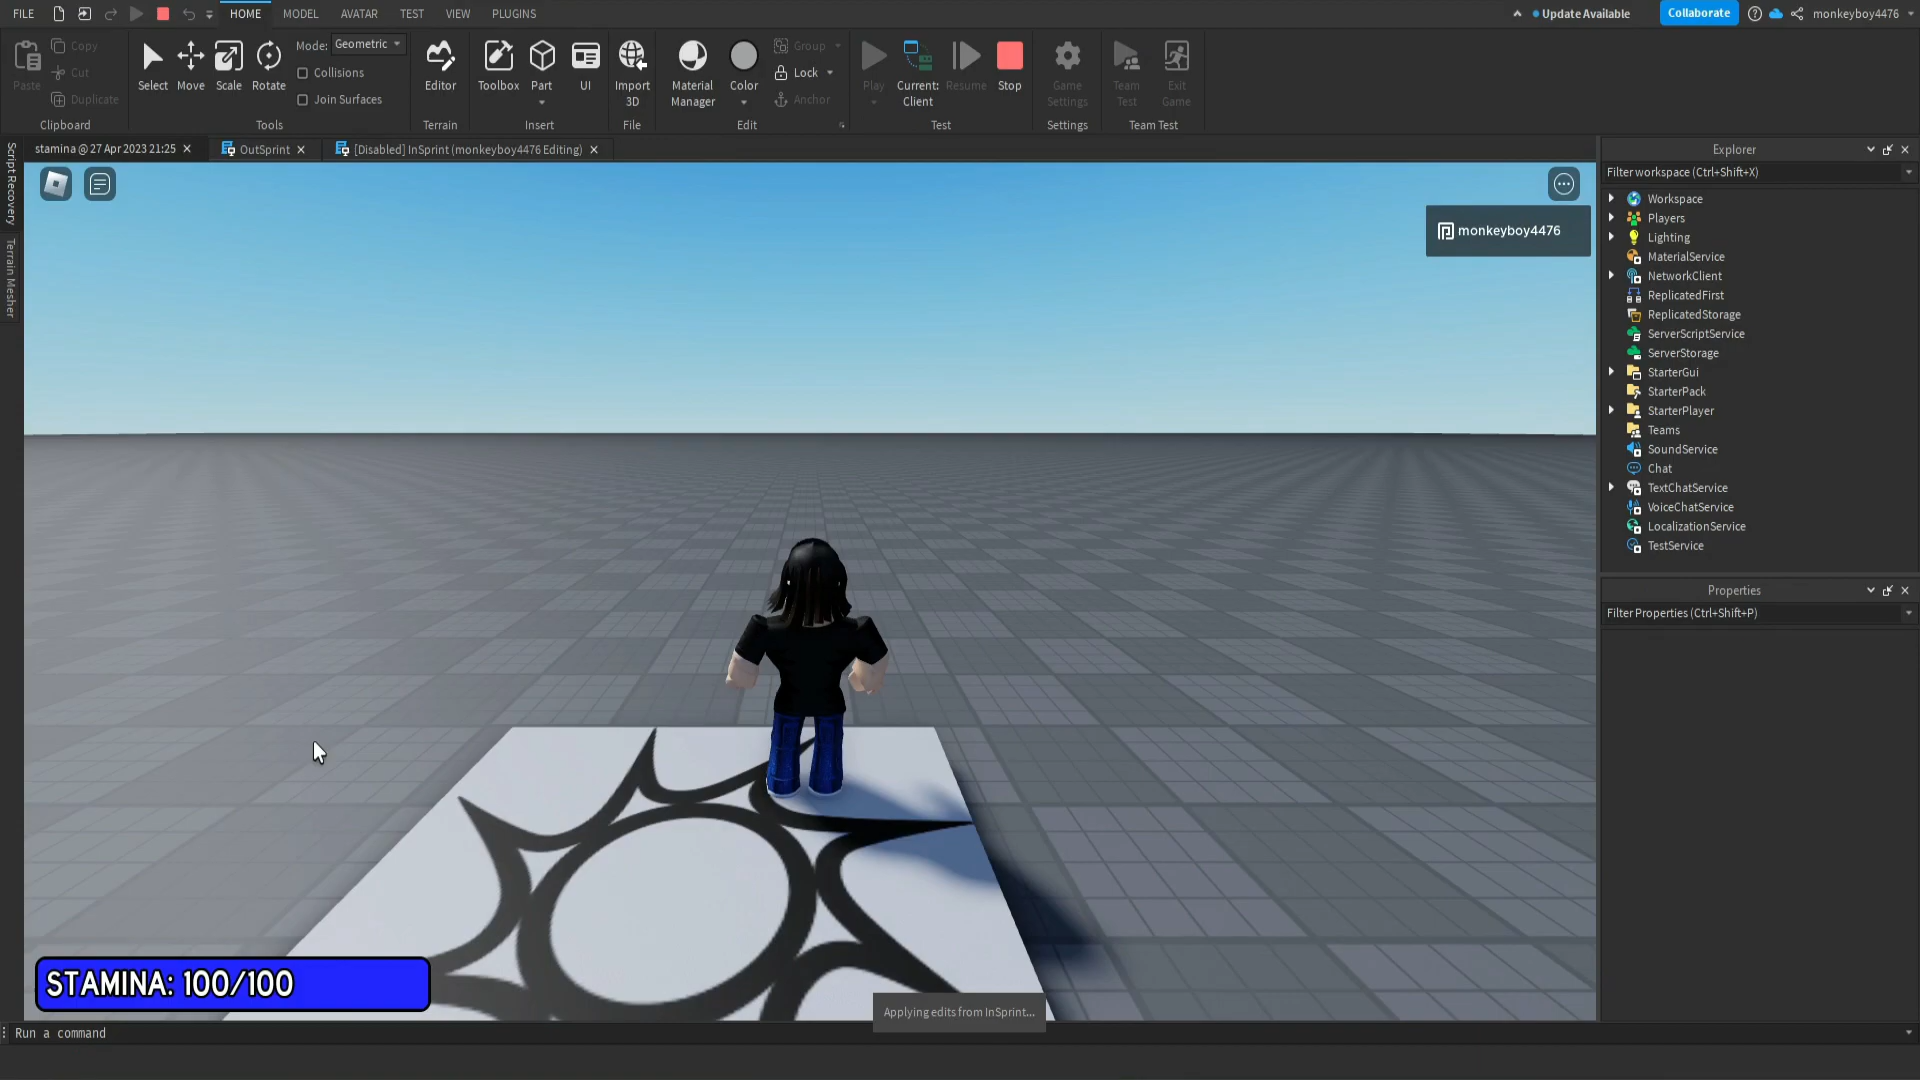 FILE HOME MODEL AVATAR TEST VIEW PLUGINS Update Available Collaborate monkeyboy4476
Paste Copy Cut Duplicate
Clipboard
Select Move Scale Rotate
Mode: Geometric
Collisions
Join Surfaces
Tools
Editor
Terrain
Toolbox Part UI
Insert
Import
3D
File
Material
Manager
Color
Group
Lock
Anchor
Edit
Play
Current:
Client
Resume Stop
Test
Game
Settings
Settings
Team
Test
Exit
Game
Team Test
stamina @ 27 Apr 2023 21:25 OutSprint [Disabled] InSprint (monkeyboy4476 Editing)
Script Recovery
Terrain Mesher
monkeyboy4476
STAMINA: 100/100
Applying edits from InSprint...
Run a command
Explorer
Filter workspace (Ctrl+Shift+X)
Workspace
Players
Lighting
MaterialService
NetworkClient
ReplicatedFirst
ReplicatedStorage
ServerScriptService
ServerStorage
StarterGui
StarterPack
StarterPlayer
Teams
SoundService
Chat
TextChatService
VoiceChatService
LocalizationService
TestService
Properties
Filter Properties (Ctrl+Shift+P)